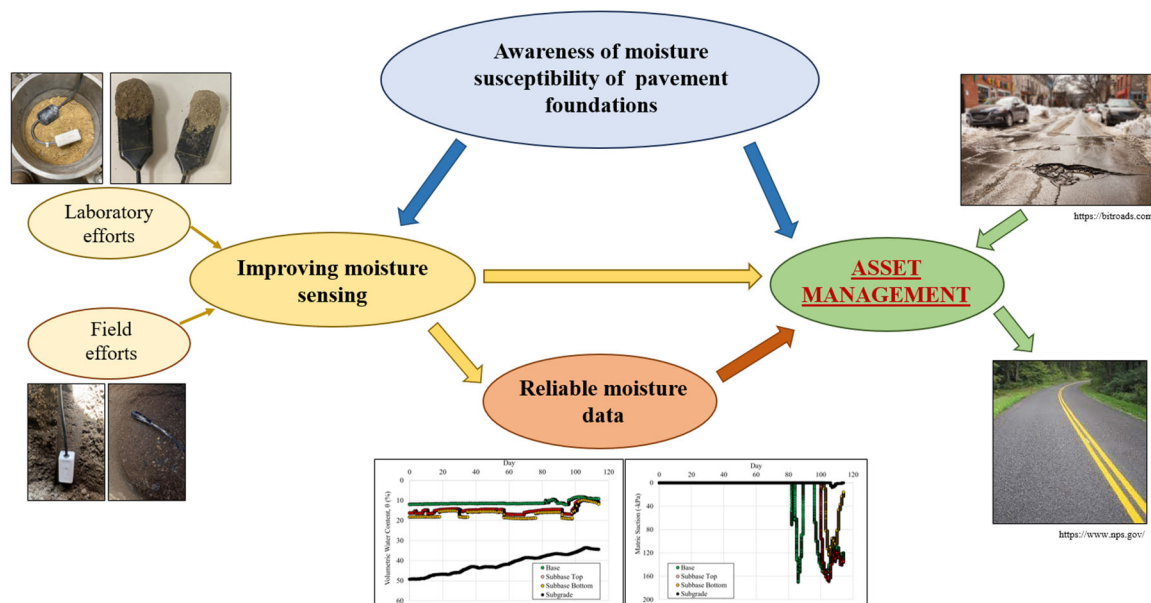 Awareness of moisture
susceptibility of pavement
foundations
Laboratory
efforts
Improving moisture
sensing
Field
efforts
ASSET
MANAGEMENT
https://bitroads.com
Reliable moisture
data
https://www.nps.gov/
Day
0 20 40 60 80 100 120
Volumetric Water Content, θ (%)
0
10
20
30
40
50
60
Base
Subbase Top
Subbase Bottom
Subgrade
Day
0 20 40 60 80 100 120
Matric Suction (-kPa)
0
40
80
120
160
200
Base
Subbase Top
Subbase Bottom
Subgrade